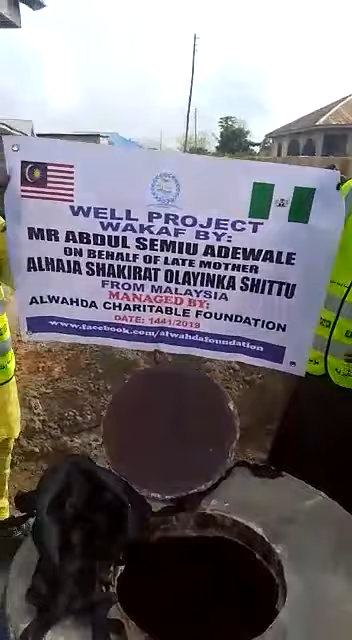 WELL PROJECT
WAKAF BY:
MR ABDUL SEMIU ADEWALE
ON BEHALF OF LATE MOTHER
ALHAJA SHAKIRAT OLAYINKA SHITTU
FROM MALAYSIA
MANAGED BY:
ALWAHDA CHARITABLE FOUNDATION
DATE: 1441/2019
www.facebook.com/alwahdafoundation